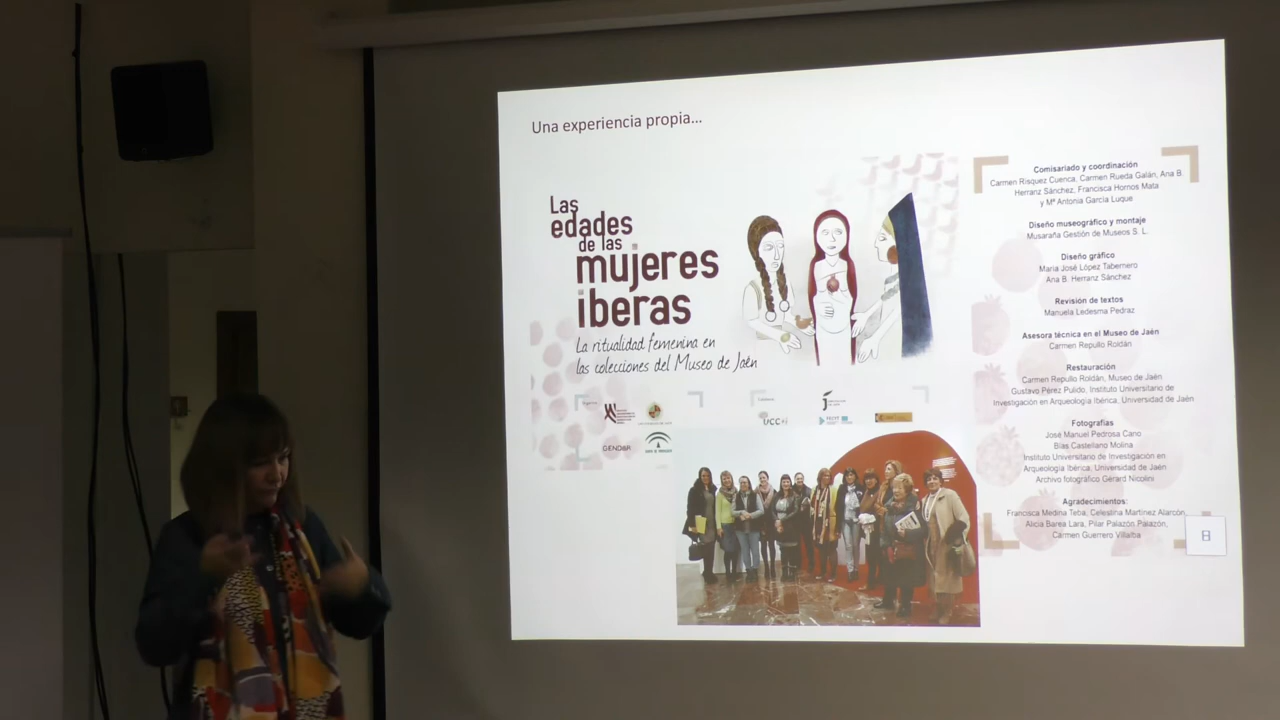 Una experiencia propia...
Las
edades
de las
mujeres
iberas
La ritualidad femenina en
las colecciones del Museo de Jaén
GENDAR
UCC+i
Comisariado y coordinación
Carmen Rísquez Cuenca, Carmen Rueda Galán, Ana B.
Herranz Sánchez, Francisca Hornos Mata
y Mª Antonia García Luque
Diseño museográfico y montaje
Musaraña Gestión de Museos S. L.
Diseño gráfico
María José López Tabernero
Ana B. Herranz Sánchez
Revisión de textos
Manuela Ledesma Pedraz
Asesora técnica en el Museo de Jaén
Carmen Repullo Roldán
Restauración
Carmen Repullo Roldán, Museo de Jaén
Gustavo Pérez Pulido, Instituto Universitario de
Investigación en Arqueología Ibérica, Universidad de Jaén
Fotografías
José Manuel Pedrosa Cano
Blas Castellano Molina
Instituto Universitario de Investigación en
Arqueología Ibérica, Universidad de Jaén
Archivo fotográfico Gérard Nicolini
Agradecimientos:
Francisca Medina Teba, Celestina Martínez Alarcón,
Alicia Barea Lara, Pilar Palazón Palazón,
Carmen Guerrero Villalba